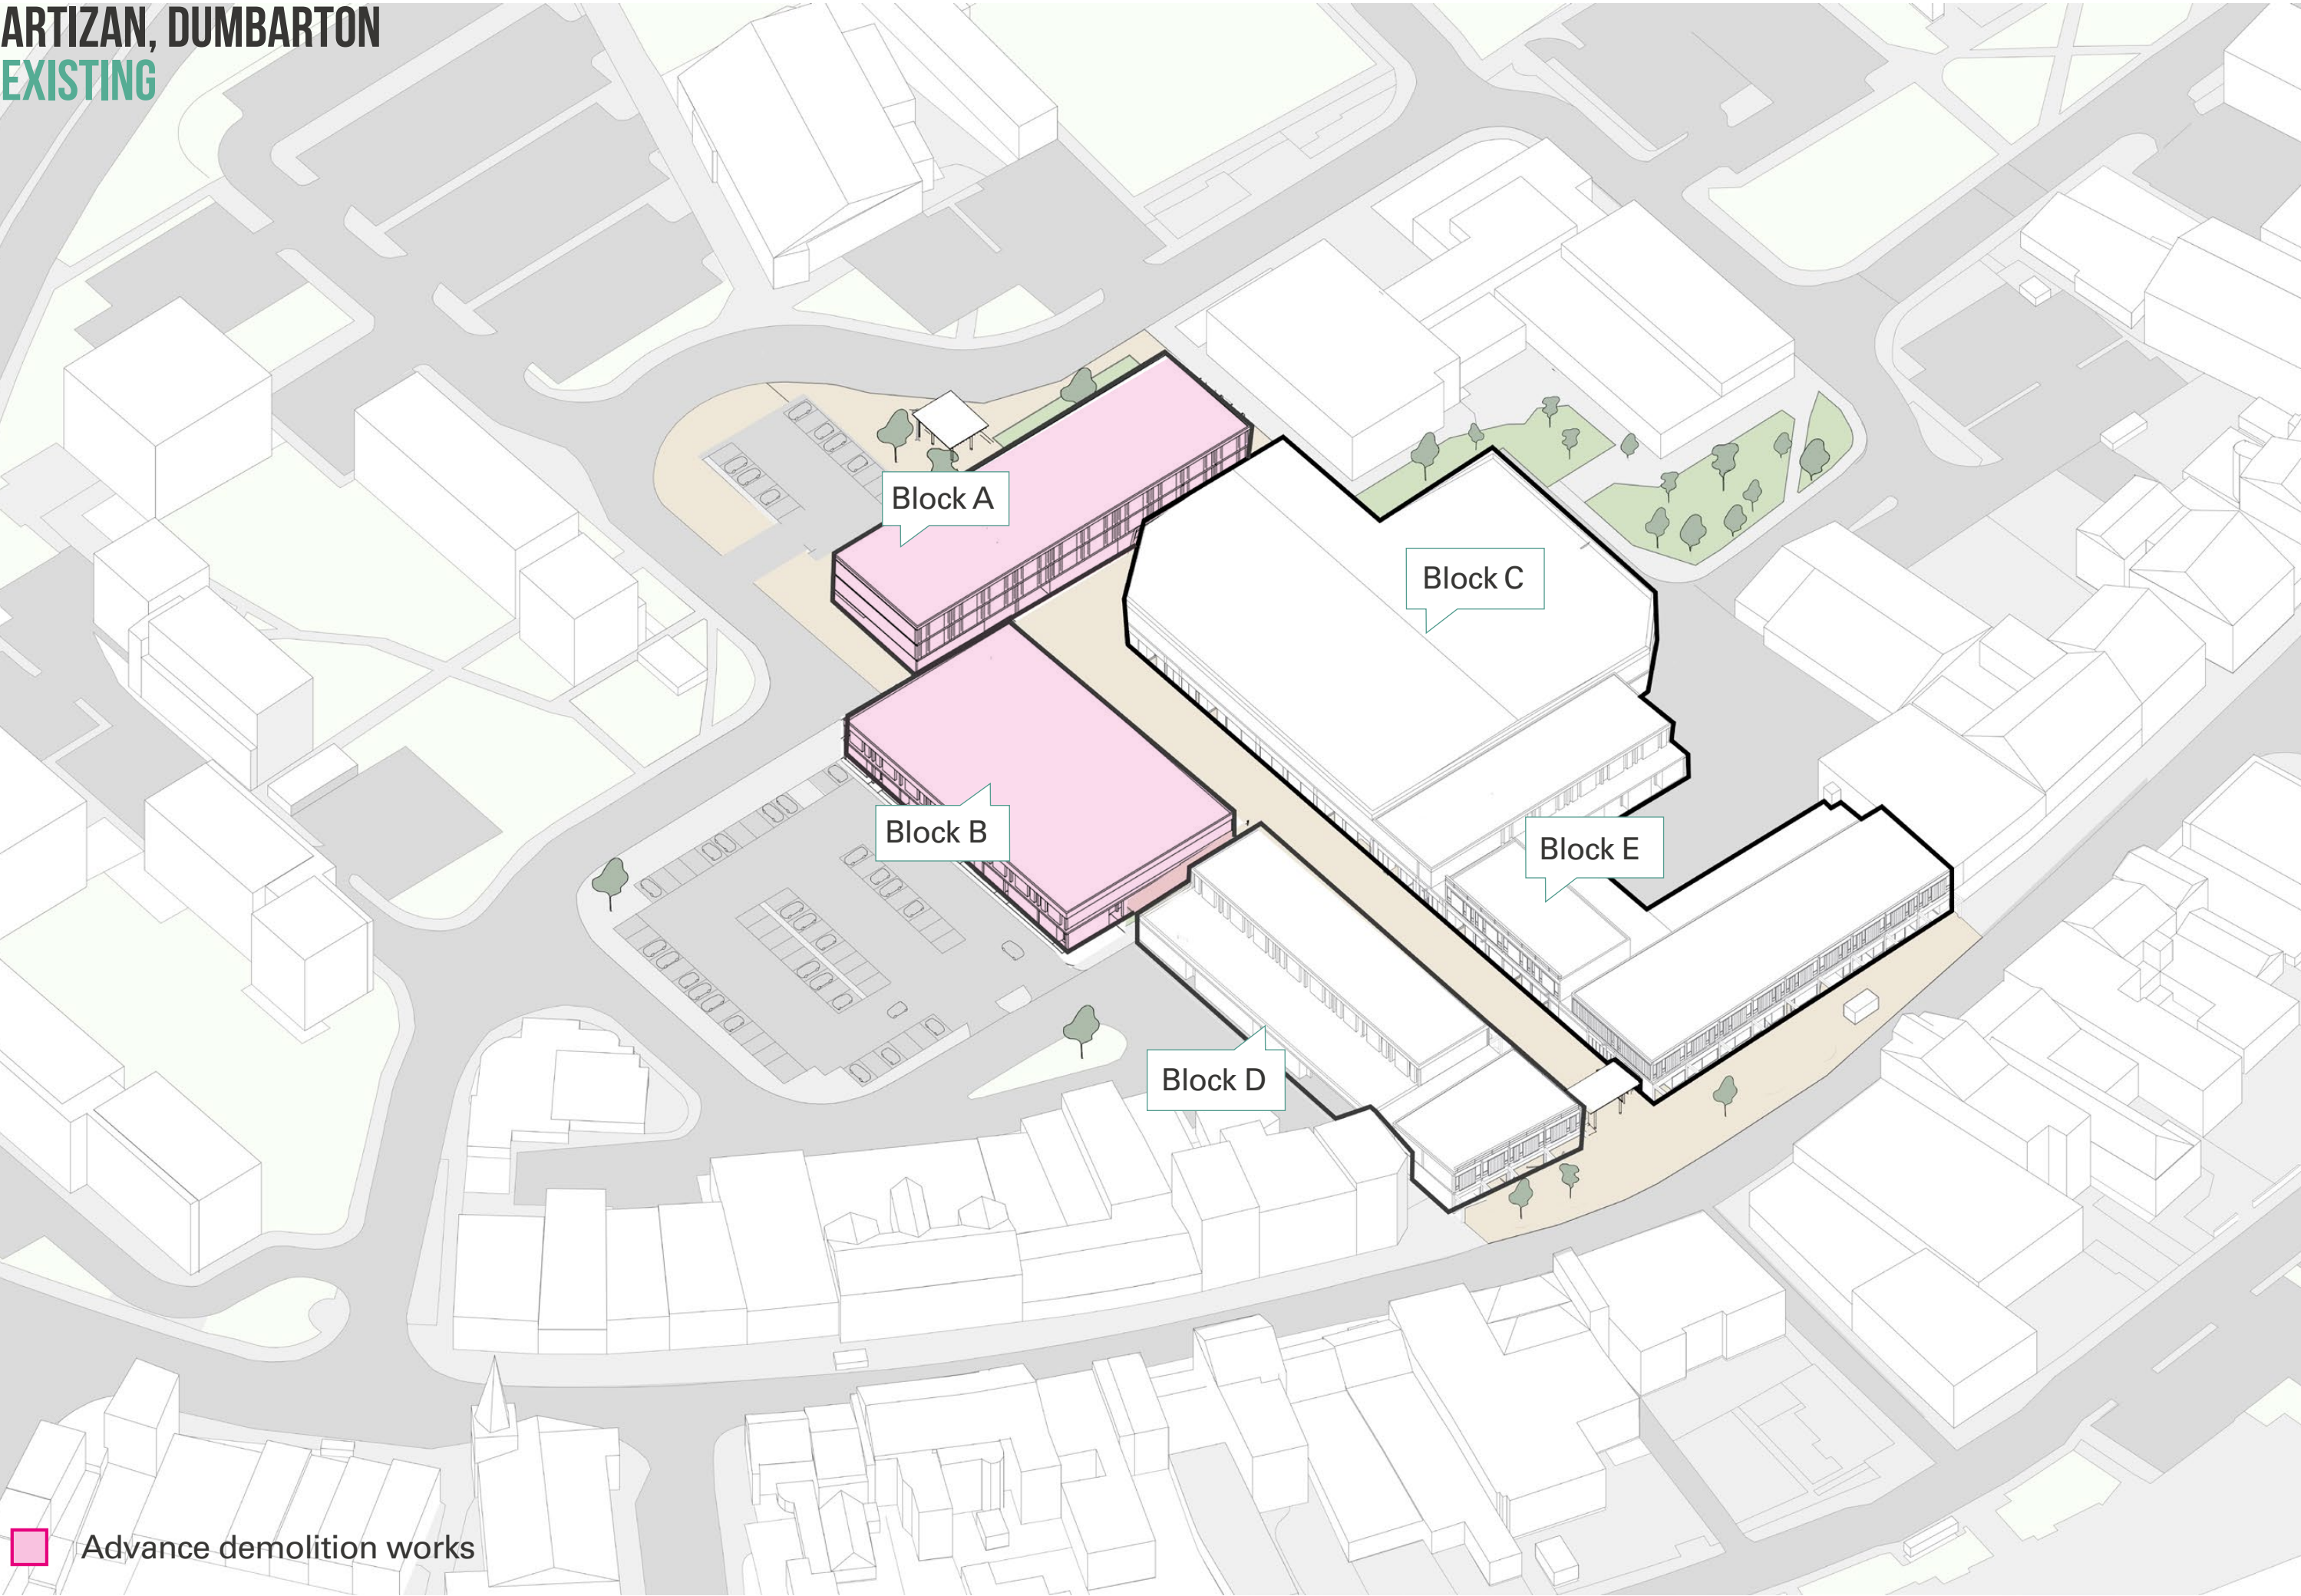 ARTIZAN, DUMBARTON
EXISTING
Block A
Block C
Block B
Block E
Block D
Advance demolition works